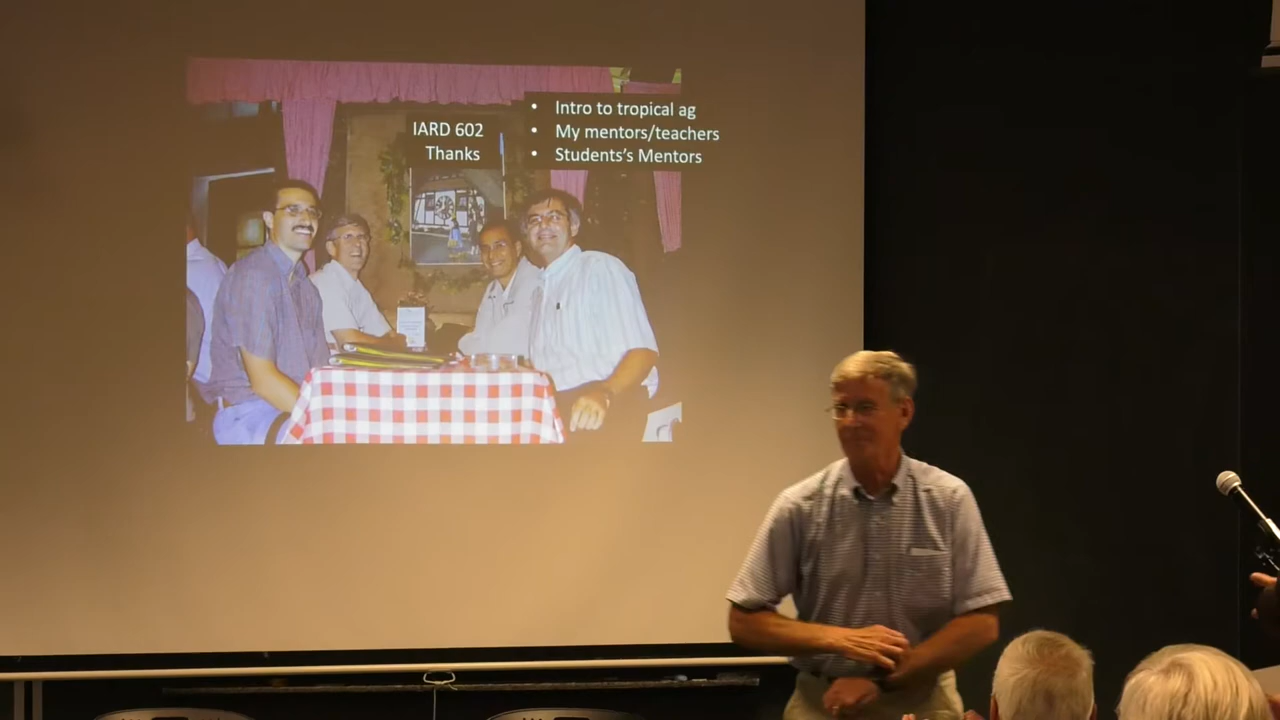 IARD 602
Thanks
• Intro to tropical ag
• My mentors/teachers
• Students's Mentors